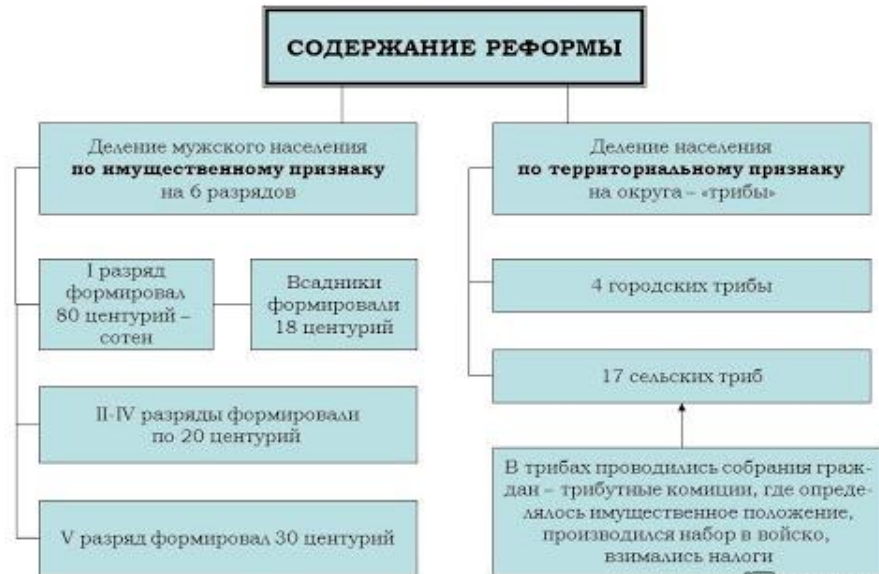 СОДЕРЖАНИЕ РЕФОРМЫ
Деление мужского населения
по имущественному признаку
на 6 разрядов
I разряд
формировал
80 центурий –
сотен
Всадники
формировали
18 центурий
II-IV разряды формировали
по 20 центурий
V разряд формировал 30 центурий
Деление населения
по территориальному признаку
на округа – «трибы»
4 городских трибы
17 сельских триб
В трибах проводились собрания граж-
дан – трибутные комиции, где опреде-
лялось имущественное положение,
производился набор в войско,
взимались налоги